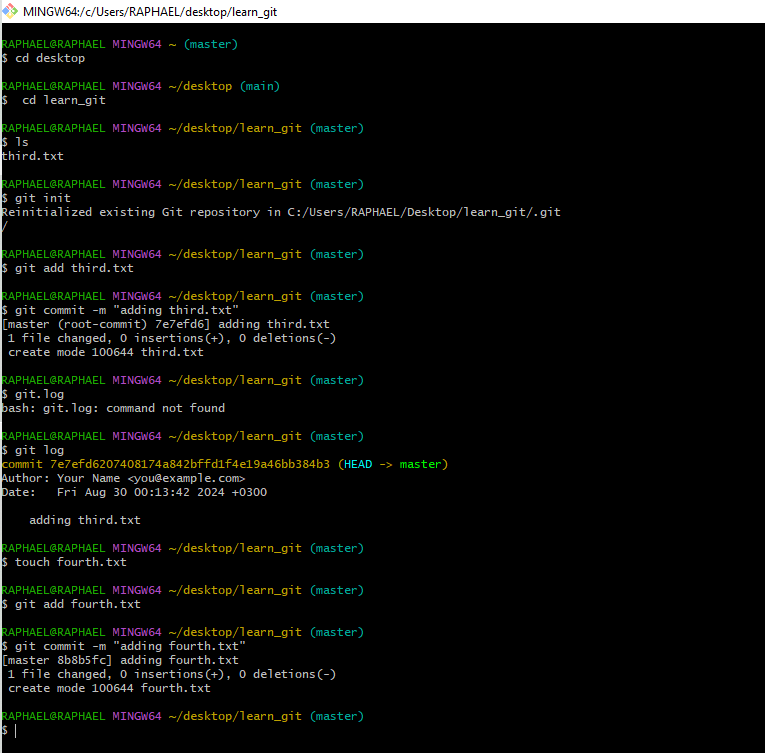 MINGW64:/c/Users/RAPHAEL/desktop/learn_git
RAPHAEL@RAPHAEL MINGW64 ~ (master)
$ cd desktop
RAPHAEL@RAPHAEL MINGW64 ~/desktop (main)
$  cd learn_git
RAPHAEL@RAPHAEL MINGW64 ~/desktop/learn_git (master)
$ ls
third.txt
RAPHAEL@RAPHAEL MINGW64 ~/desktop/learn_git (master)
$ git init
Reinitialized existing Git repository in C:/Users/RAPHAEL/Desktop/learn_git/.git
/
RAPHAEL@RAPHAEL MINGW64 ~/desktop/learn_git (master)
$ git add third.txt
RAPHAEL@RAPHAEL MINGW64 ~/desktop/learn_git (master)
$ git commit -m "adding third.txt"
[master (root-commit) 7e7efd6] adding third.txt
 1 file changed, 0 insertions(+), 0 deletions(-)
 create mode 100644 third.txt
RAPHAEL@RAPHAEL MINGW64 ~/desktop/learn_git (master)
$ git.log
bash: git.log: command not found
RAPHAEL@RAPHAEL MINGW64 ~/desktop/learn_git (master)
$ git log
commit 7e7efd6207408174a842bffd1f4e19a46bb384b3 (HEAD -> master)
Author: Your Name <you@example.com>
Date:   Fri Aug 30 00:13:42 2024 +0300
    adding third.txt
RAPHAEL@RAPHAEL MINGW64 ~/desktop/learn_git (master)
$ touch fourth.txt
RAPHAEL@RAPHAEL MINGW64 ~/desktop/learn_git (master)
$ git add fourth.txt
RAPHAEL@RAPHAEL MINGW64 ~/desktop/learn_git (master)
$ git commit -m "adding fourth.txt"
[master 8b8b5fc] adding fourth.txt
 1 file changed, 0 insertions(+), 0 deletions(-)
 create mode 100644 fourth.txt
RAPHAEL@RAPHAEL MINGW64 ~/desktop/learn_git (master)
$